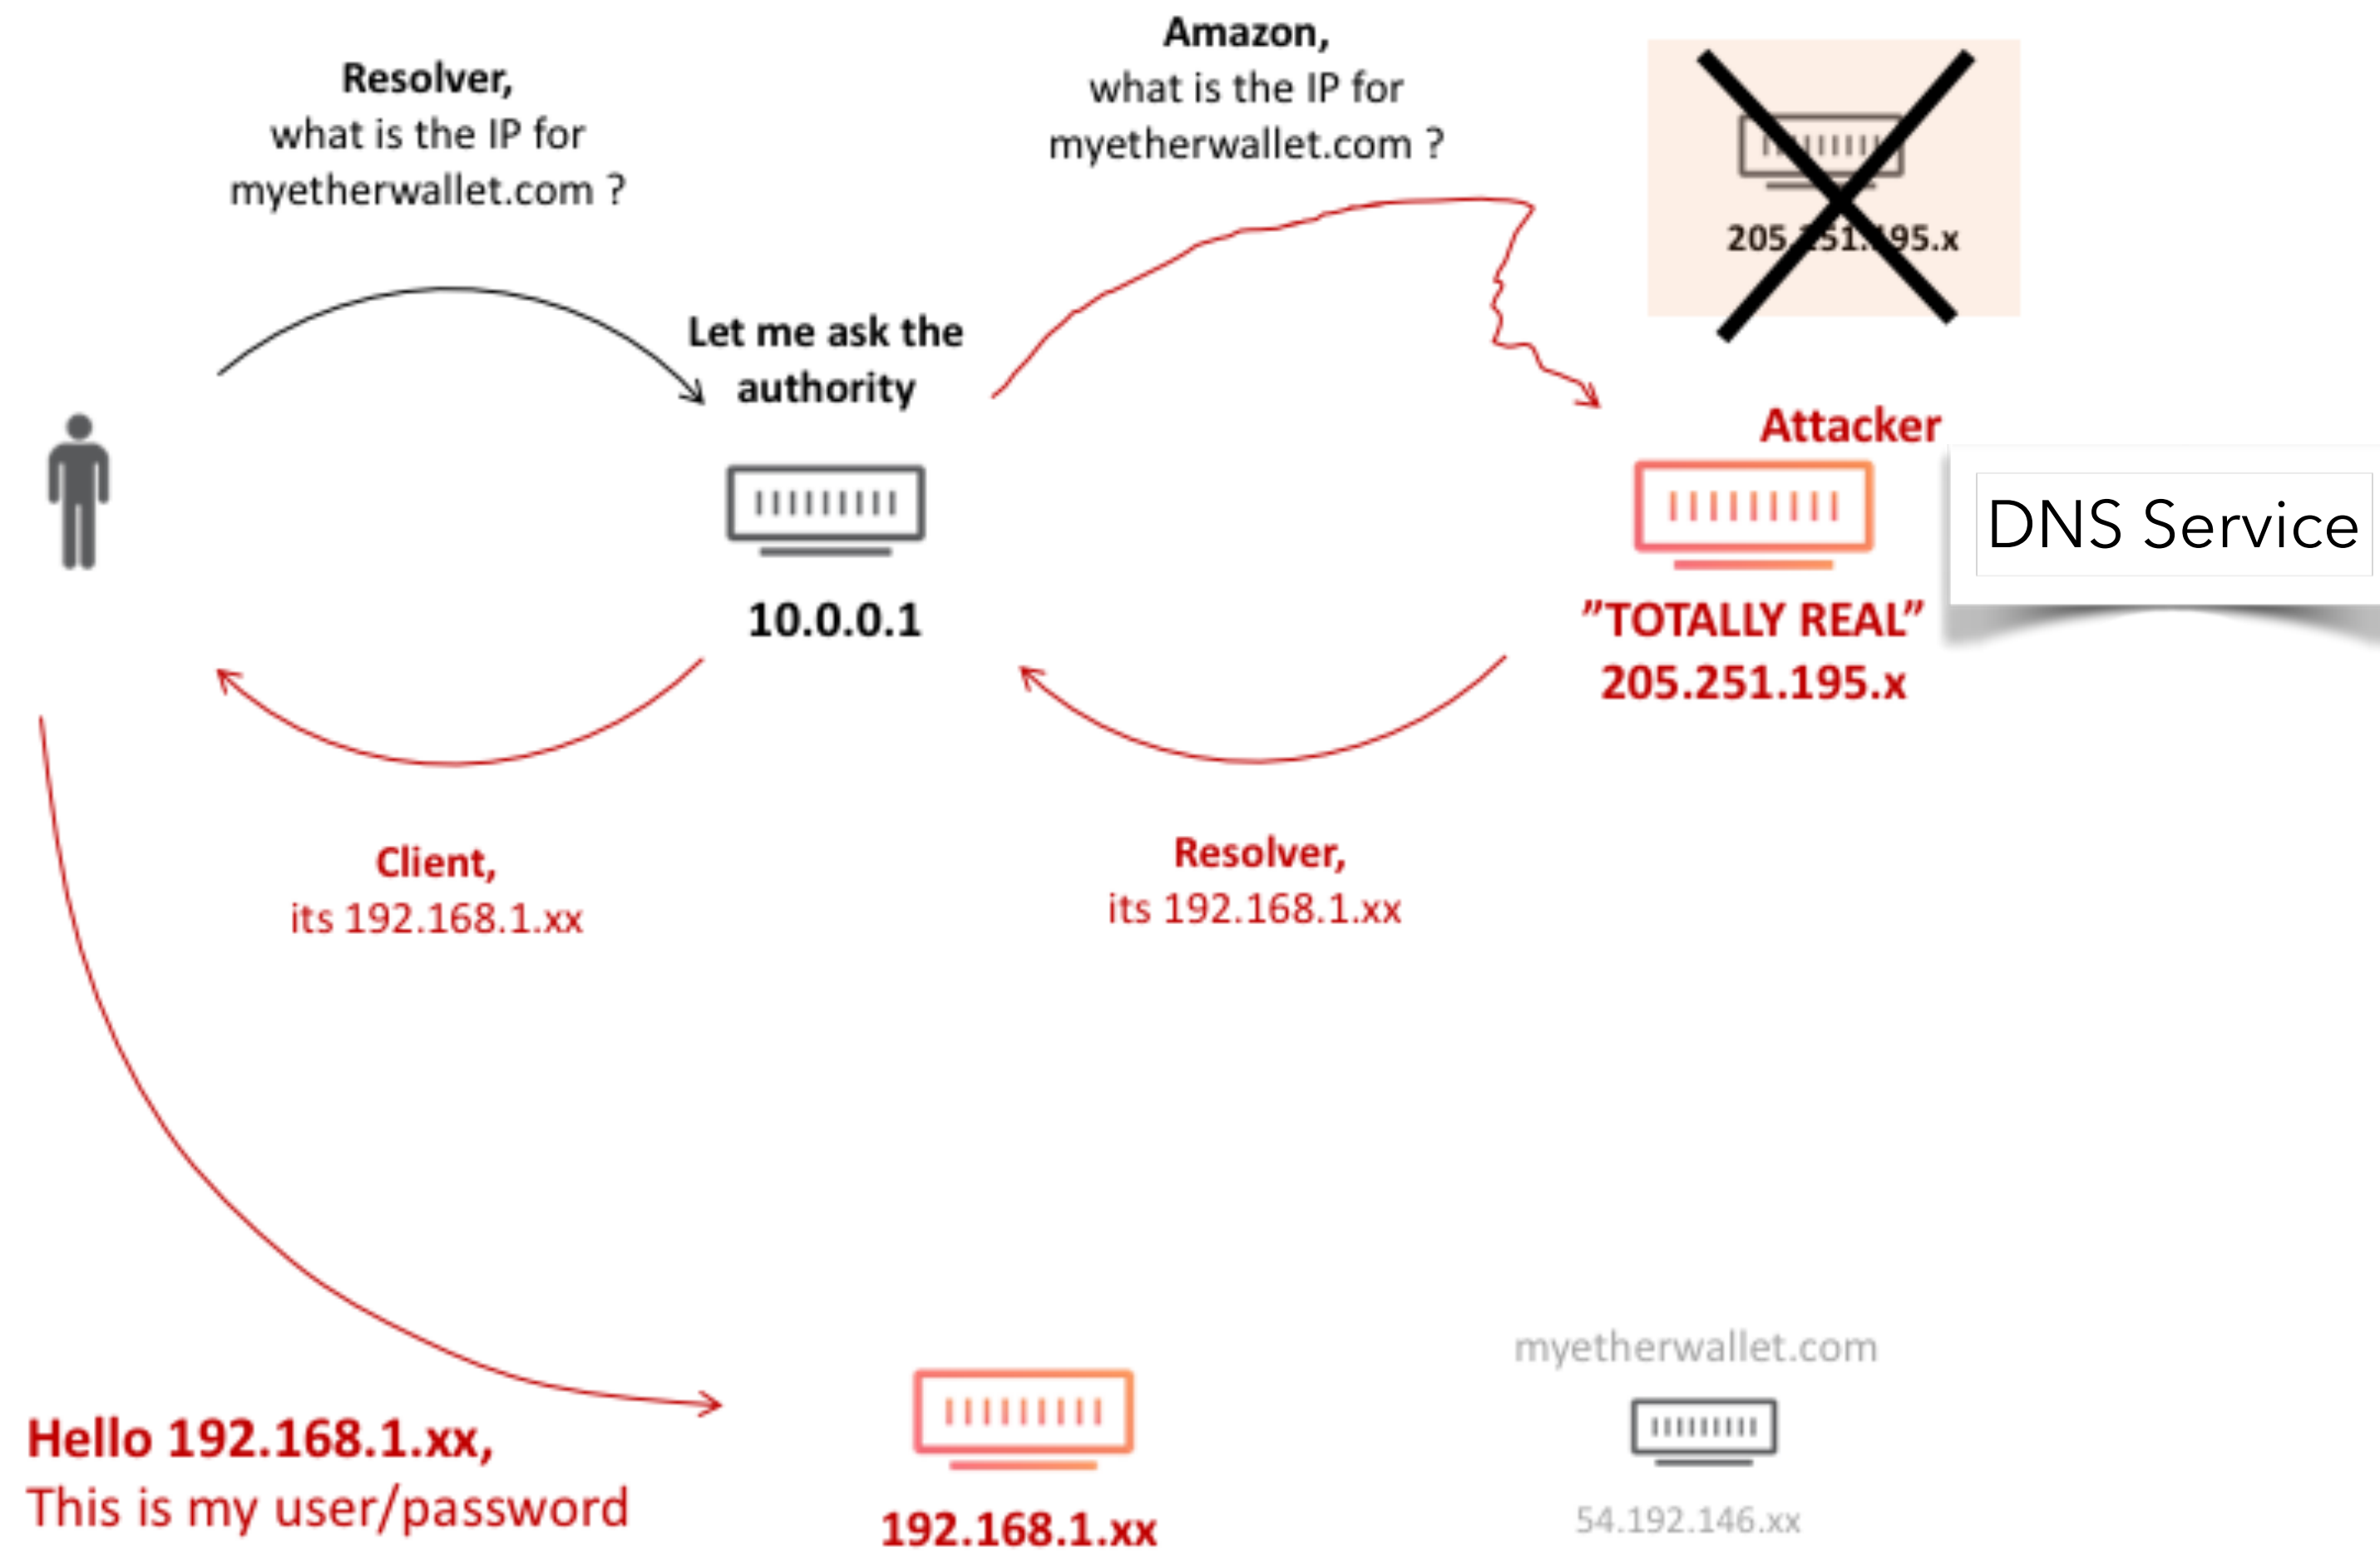 Resolver,
what is the IP for
myetherwallet.com ?
Amazon,
what is the IP for
myetherwallet.com ?
205.251.195.x
Let me ask the
authority
10.0.0.1
Attacker
DNS Service
”TOTALLY REAL”
205.251.195.x
Client,
its 192.168.1.xx
Resolver,
its 192.168.1.xx
Hello 192.168.1.xx,
This is my user/password
192.168.1.xx
myetherwallet.com
54.192.146.xx